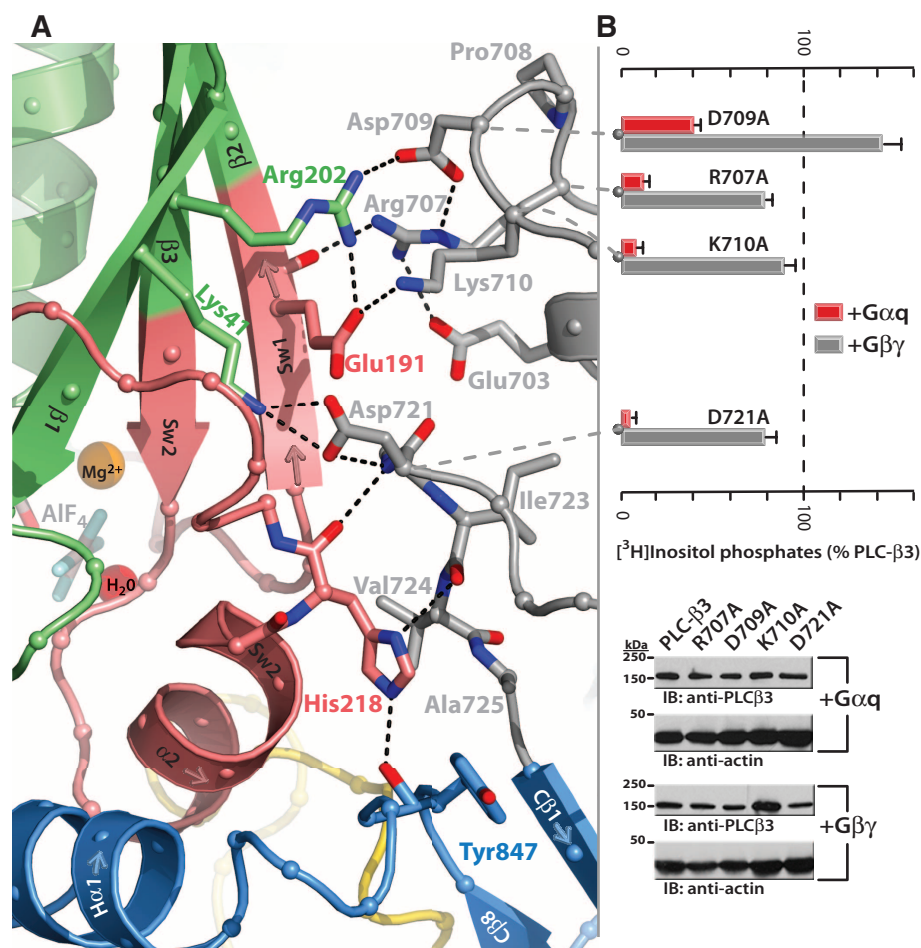 A
Pro708
Asp709
β2
Arg202
Arg707
β3
Lys710
Lys41
Sw1
Glu191
Glu703
β1
Sw2
Asp721
Mg2+
AlF4
Ile723
H20
Val724
Sw2
His218
Ala725
α2
Cβ1
Tyr847
Hα1
Cβ8
B
0
100
D709A
R707A
K710A
+Gαq
+Gβγ
D721A
0
100
[3H]Inositol phosphates (% PLC-β3)
PLC-β3
R707A
D709A
K710A
D721A
kDa
250
150
IB: anti-PLCβ3
+Gαq
50
IB: anti-actin
250
150
IB: anti-PLCβ3
+Gβγ
50
IB: anti-actin